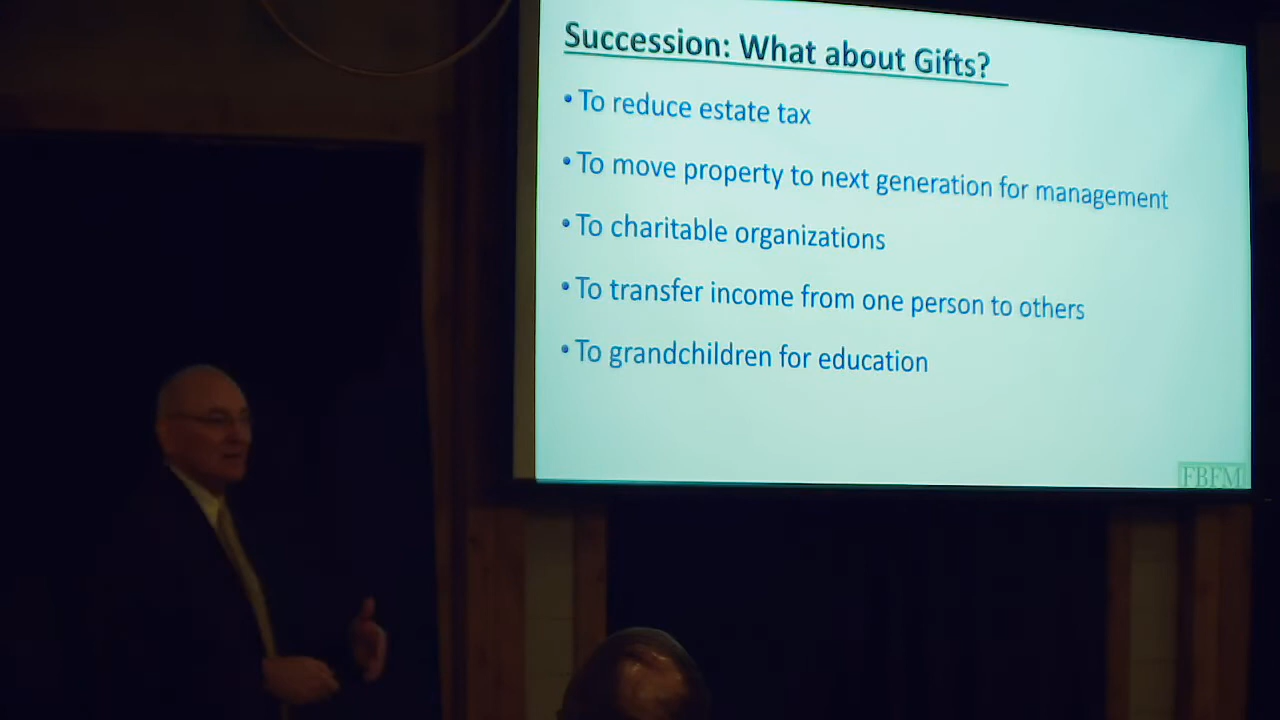 Succession: What about Gifts?
• To reduce estate tax
• To move property to next generation for management
• To charitable organizations
• To transfer income from one person to others
• To grandchildren for education
FBFM